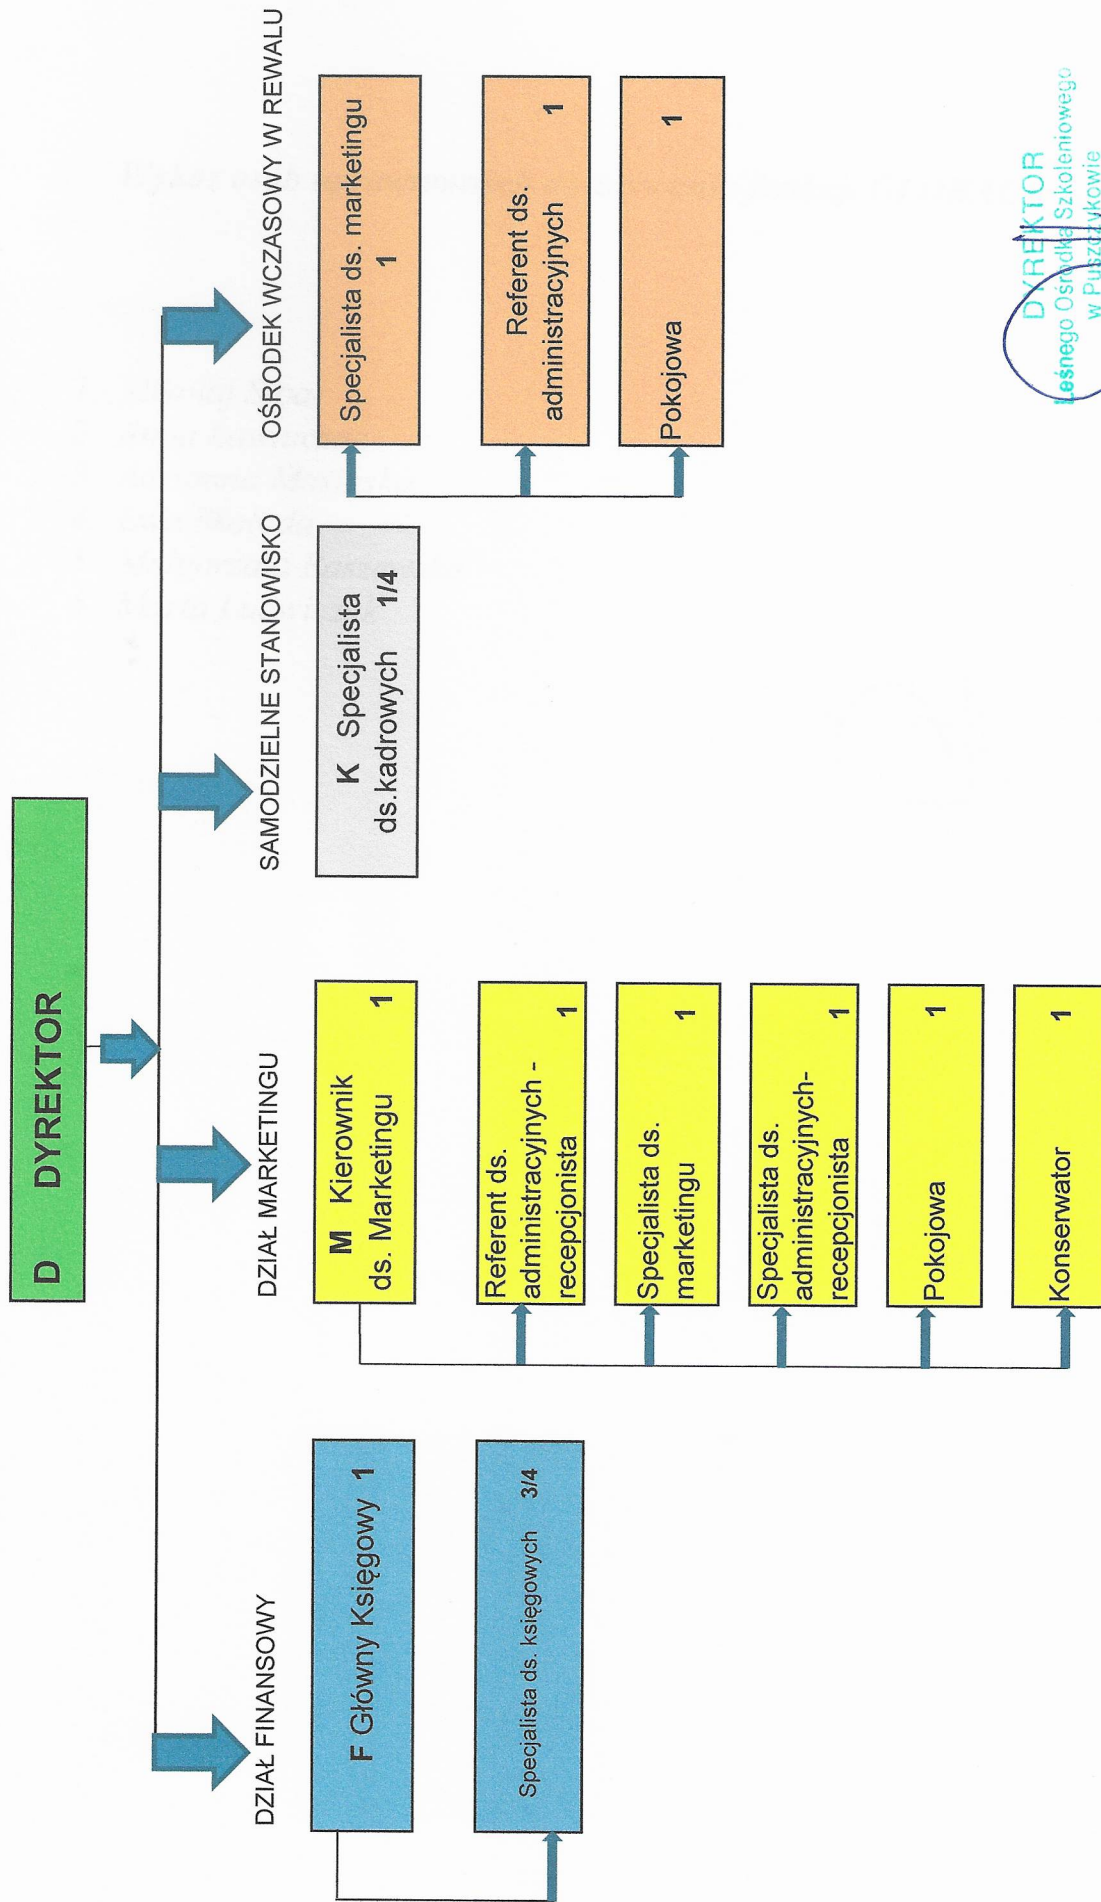 D DYREKTOR
DZIAŁ FINANSOWY
F Główny Księgowy 1
Specjalista ds. księgowych 3/4
DZIAŁ MARKETINGU
M Kierownik
ds. Marketingu 1
Referent ds.
administracyjnych -
recepcjonista 1
Specjalista ds.
marketingu 1
Specjalista ds.
administracyjnych-
recepcjonista 1
Pokojowa 1
Konserwator 1
SAMODZIELNE STANOWISKO
K Specjalista
ds.kadrowych 1/4
OŚRODEK WCZASOWY W REWALU
Specjalista ds. marketingu
1
Referent ds.
administracyjnych 1
Pokojowa 1
DYREKTOR
Leśnego Ośrodka Szkoleniowego
w Puszczykowie